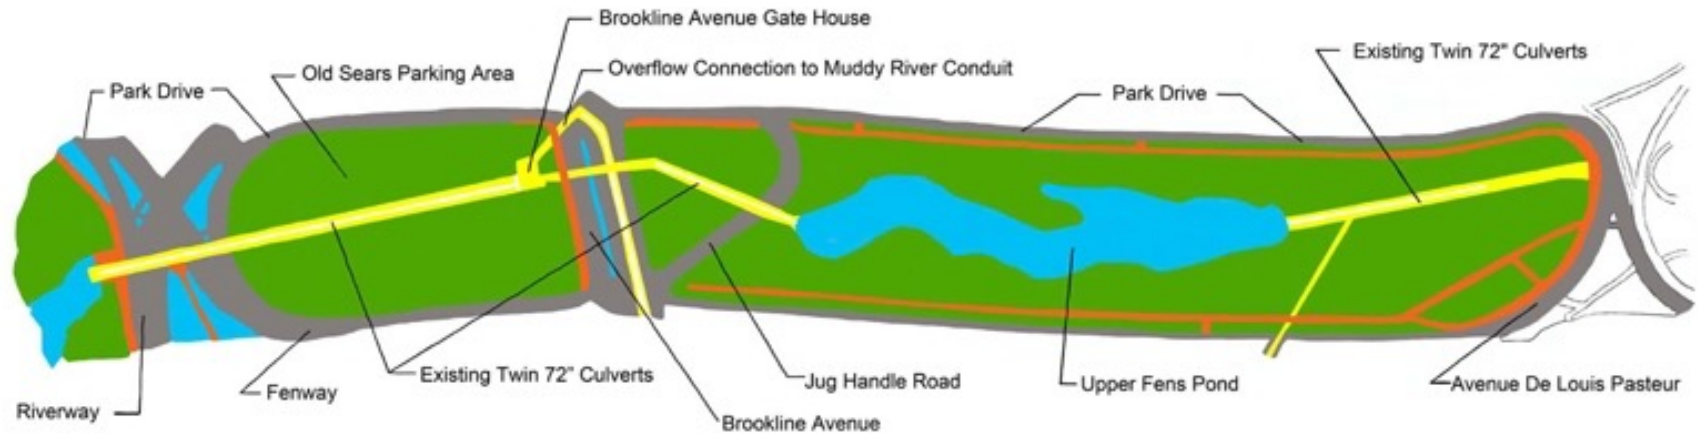 Brookline Avenue Gate House
Existing Twin 72" Culverts
Old Sears Parking Area
Overflow Connection to Muddy River Conduit
Park Drive
Park Drive
Existing Twin 72" Culverts
Jug Handle Road
Upper Fens Pond
Avenue De Louis Pasteur
Fenway
Riverway
Brookline Avenue